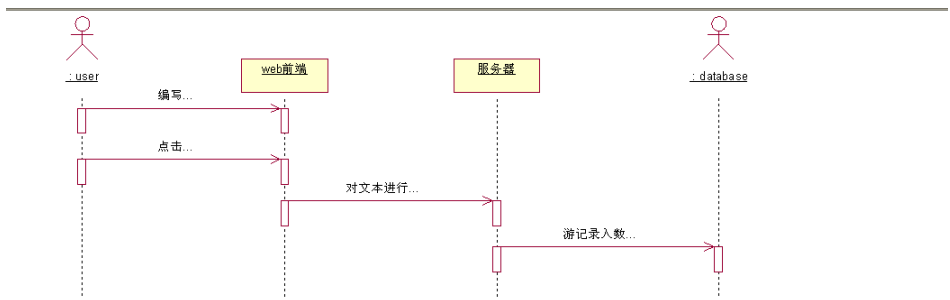 : user
web前端
服务器
: database
编写...
点击...
对文本进行...
游记录入数...